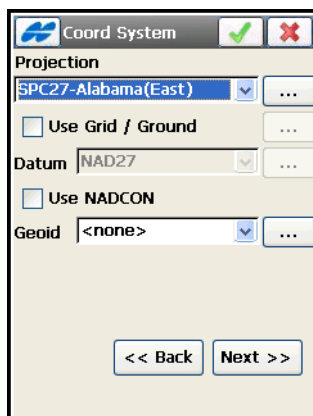 Coord System
Projection
SPC27-Alabama(East)
...
Use Grid / Ground
...
Datum NAD27
...
Use NADCON
Geoid <none>
...
<< Back Next >>